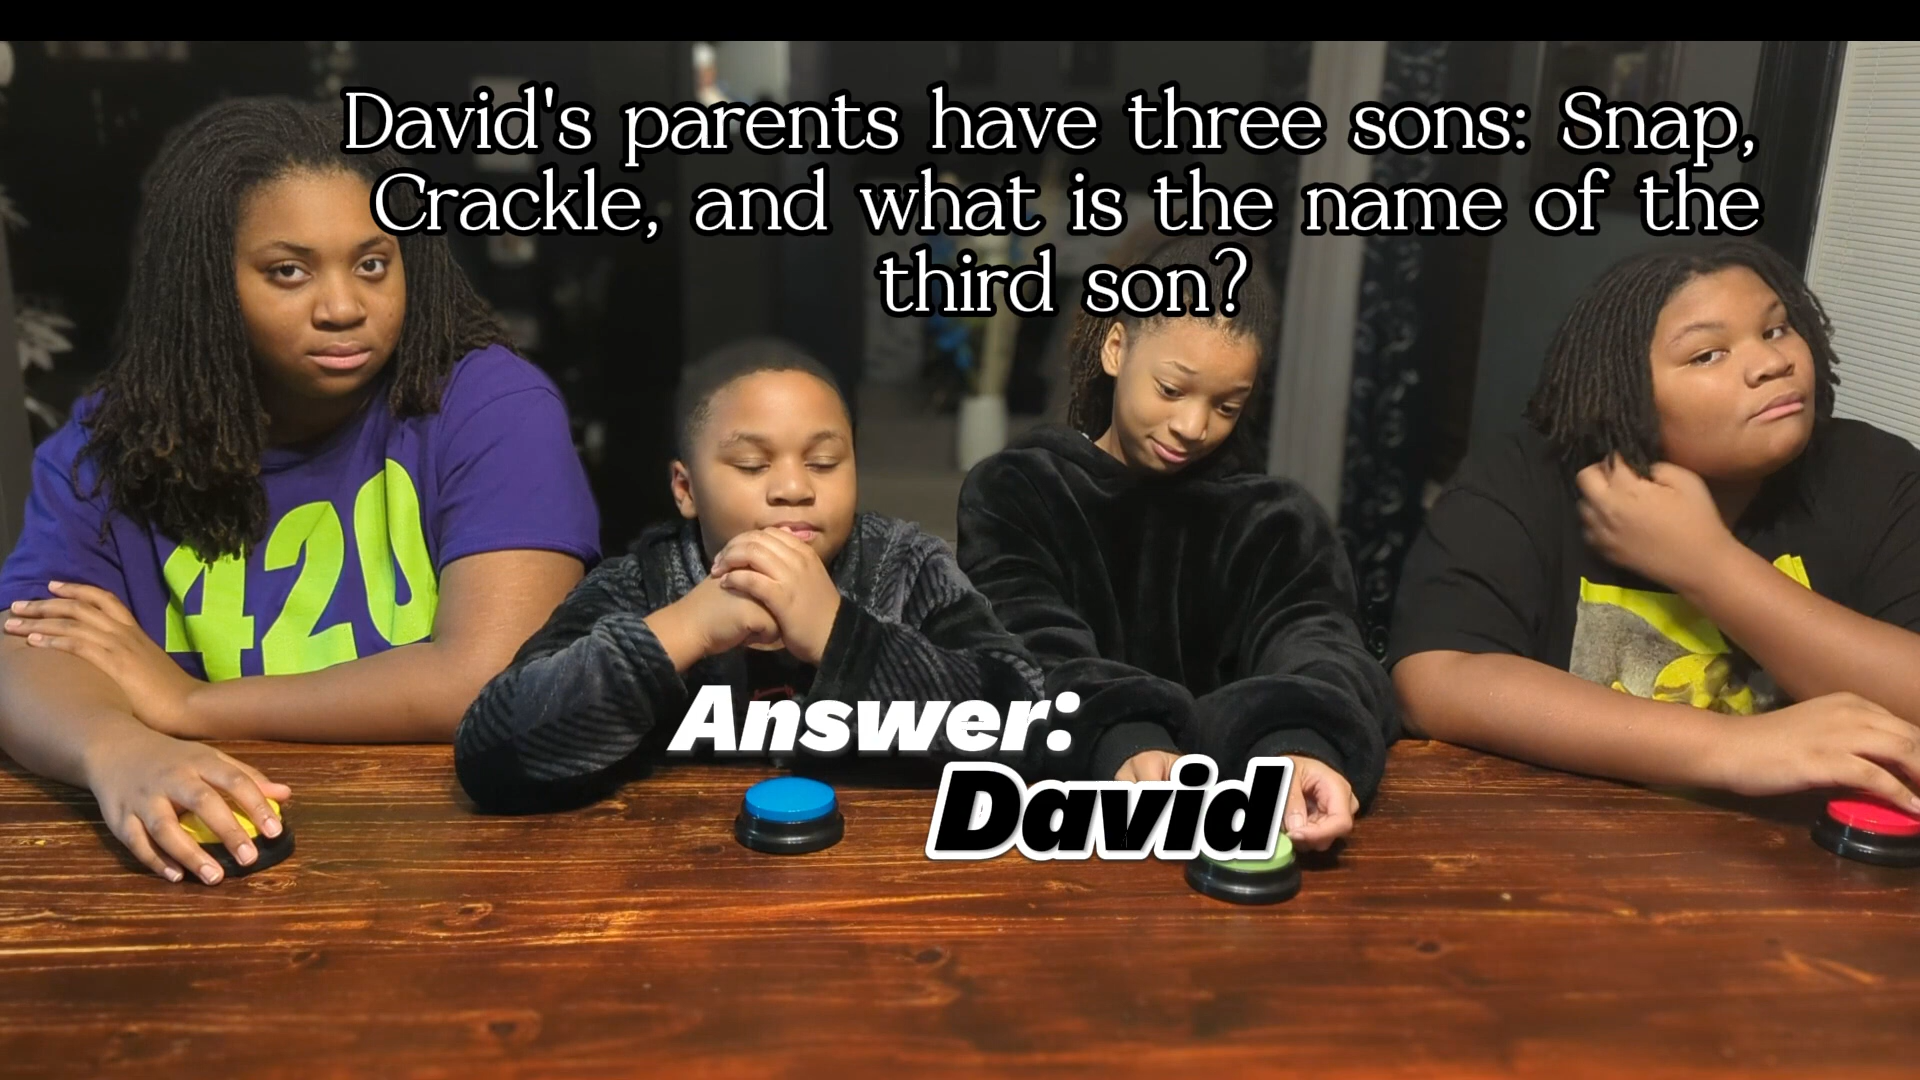 David's parents have three sons: Snap,
Crackle, and what is the name of the
third son?
420
Answer:
David